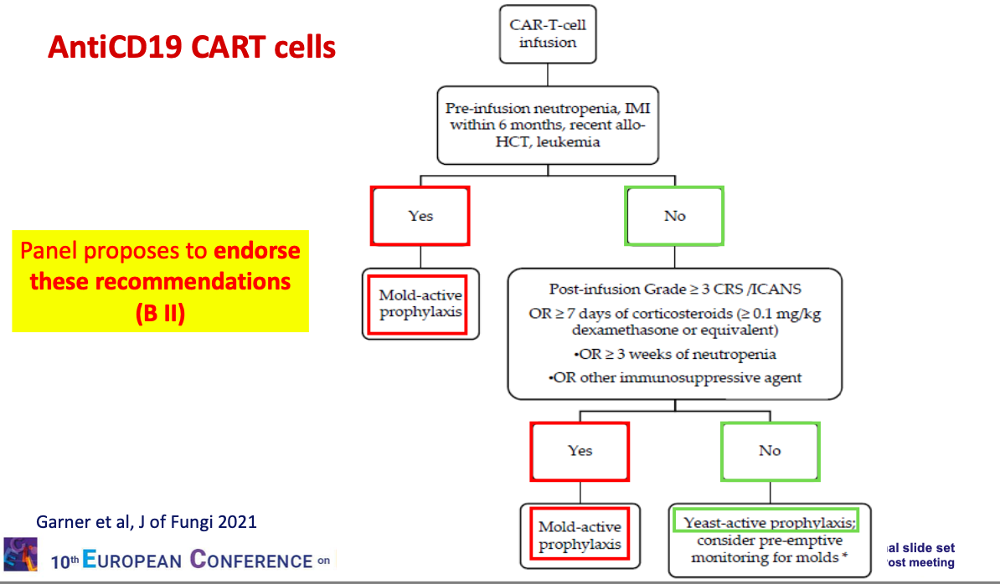 AntiCD19 CART cells
CAR-T-cell
infusion
Pre-infusion neutropenia, IMI
within 6 months, recent allo-
HCT, leukemia
Yes
No
Panel proposes to endorse
these recommendations
(B II)
Mold-active
prophylaxis
Post-infusion Grade ≥ 3 CRS /ICANS
OR ≥ 7 days of corticosteroids (≥ 0.1 mg/kg
dexamethasone or equivalent)
•OR ≥ 3 weeks of neutropenia
•OR other immunosuppressive agent
Yes
No
Mold-active
prophylaxis
Yeast-active prophylaxis;
consider pre-emptive
monitoring for molds *
Garner et al, J of Fungi 2021
10th EUROPEAN CONFERENCE on
slide set
meeting